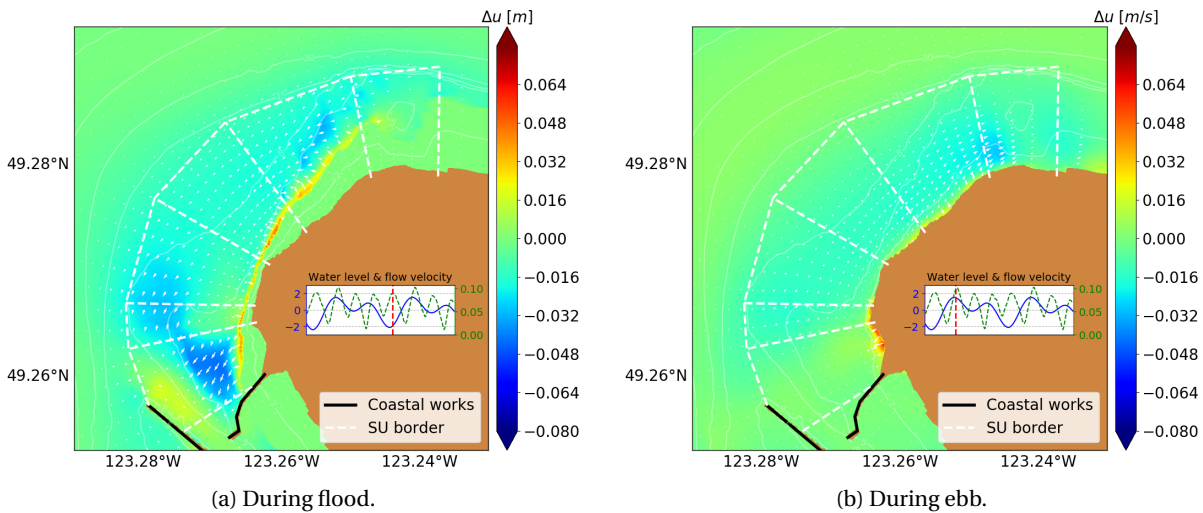 Δu [m]
0.064
0.048
0.032
0.016
0.000
−0.016
−0.032
−0.048
−0.064
−0.080
49.28°N
49.26°N
123.28°W 123.26°W 123.24°W
Water level & flow velocity
2
0
−2
0.10
0.05
0.00
Coastal works
SU border
(a) During flood.
Δu [m/s]
0.064
0.048
0.032
0.016
0.000
−0.016
−0.032
−0.048
−0.064
−0.080
49.28°N
49.26°N
123.28°W 123.26°W 123.24°W
Water level & flow velocity
2
0
−2
0.10
0.05
0.00
Coastal works
SU border
(b) During ebb.